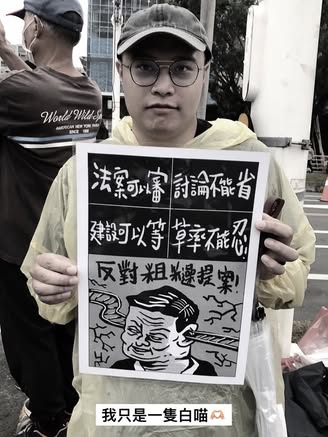 World Wild
AMERICAN NEW YORK
SINCE 1986
法案可以審
討論不能省
建設可以等
草率不能忍!
反對粗糙提案!
我只是一隻白喵🫶🏻